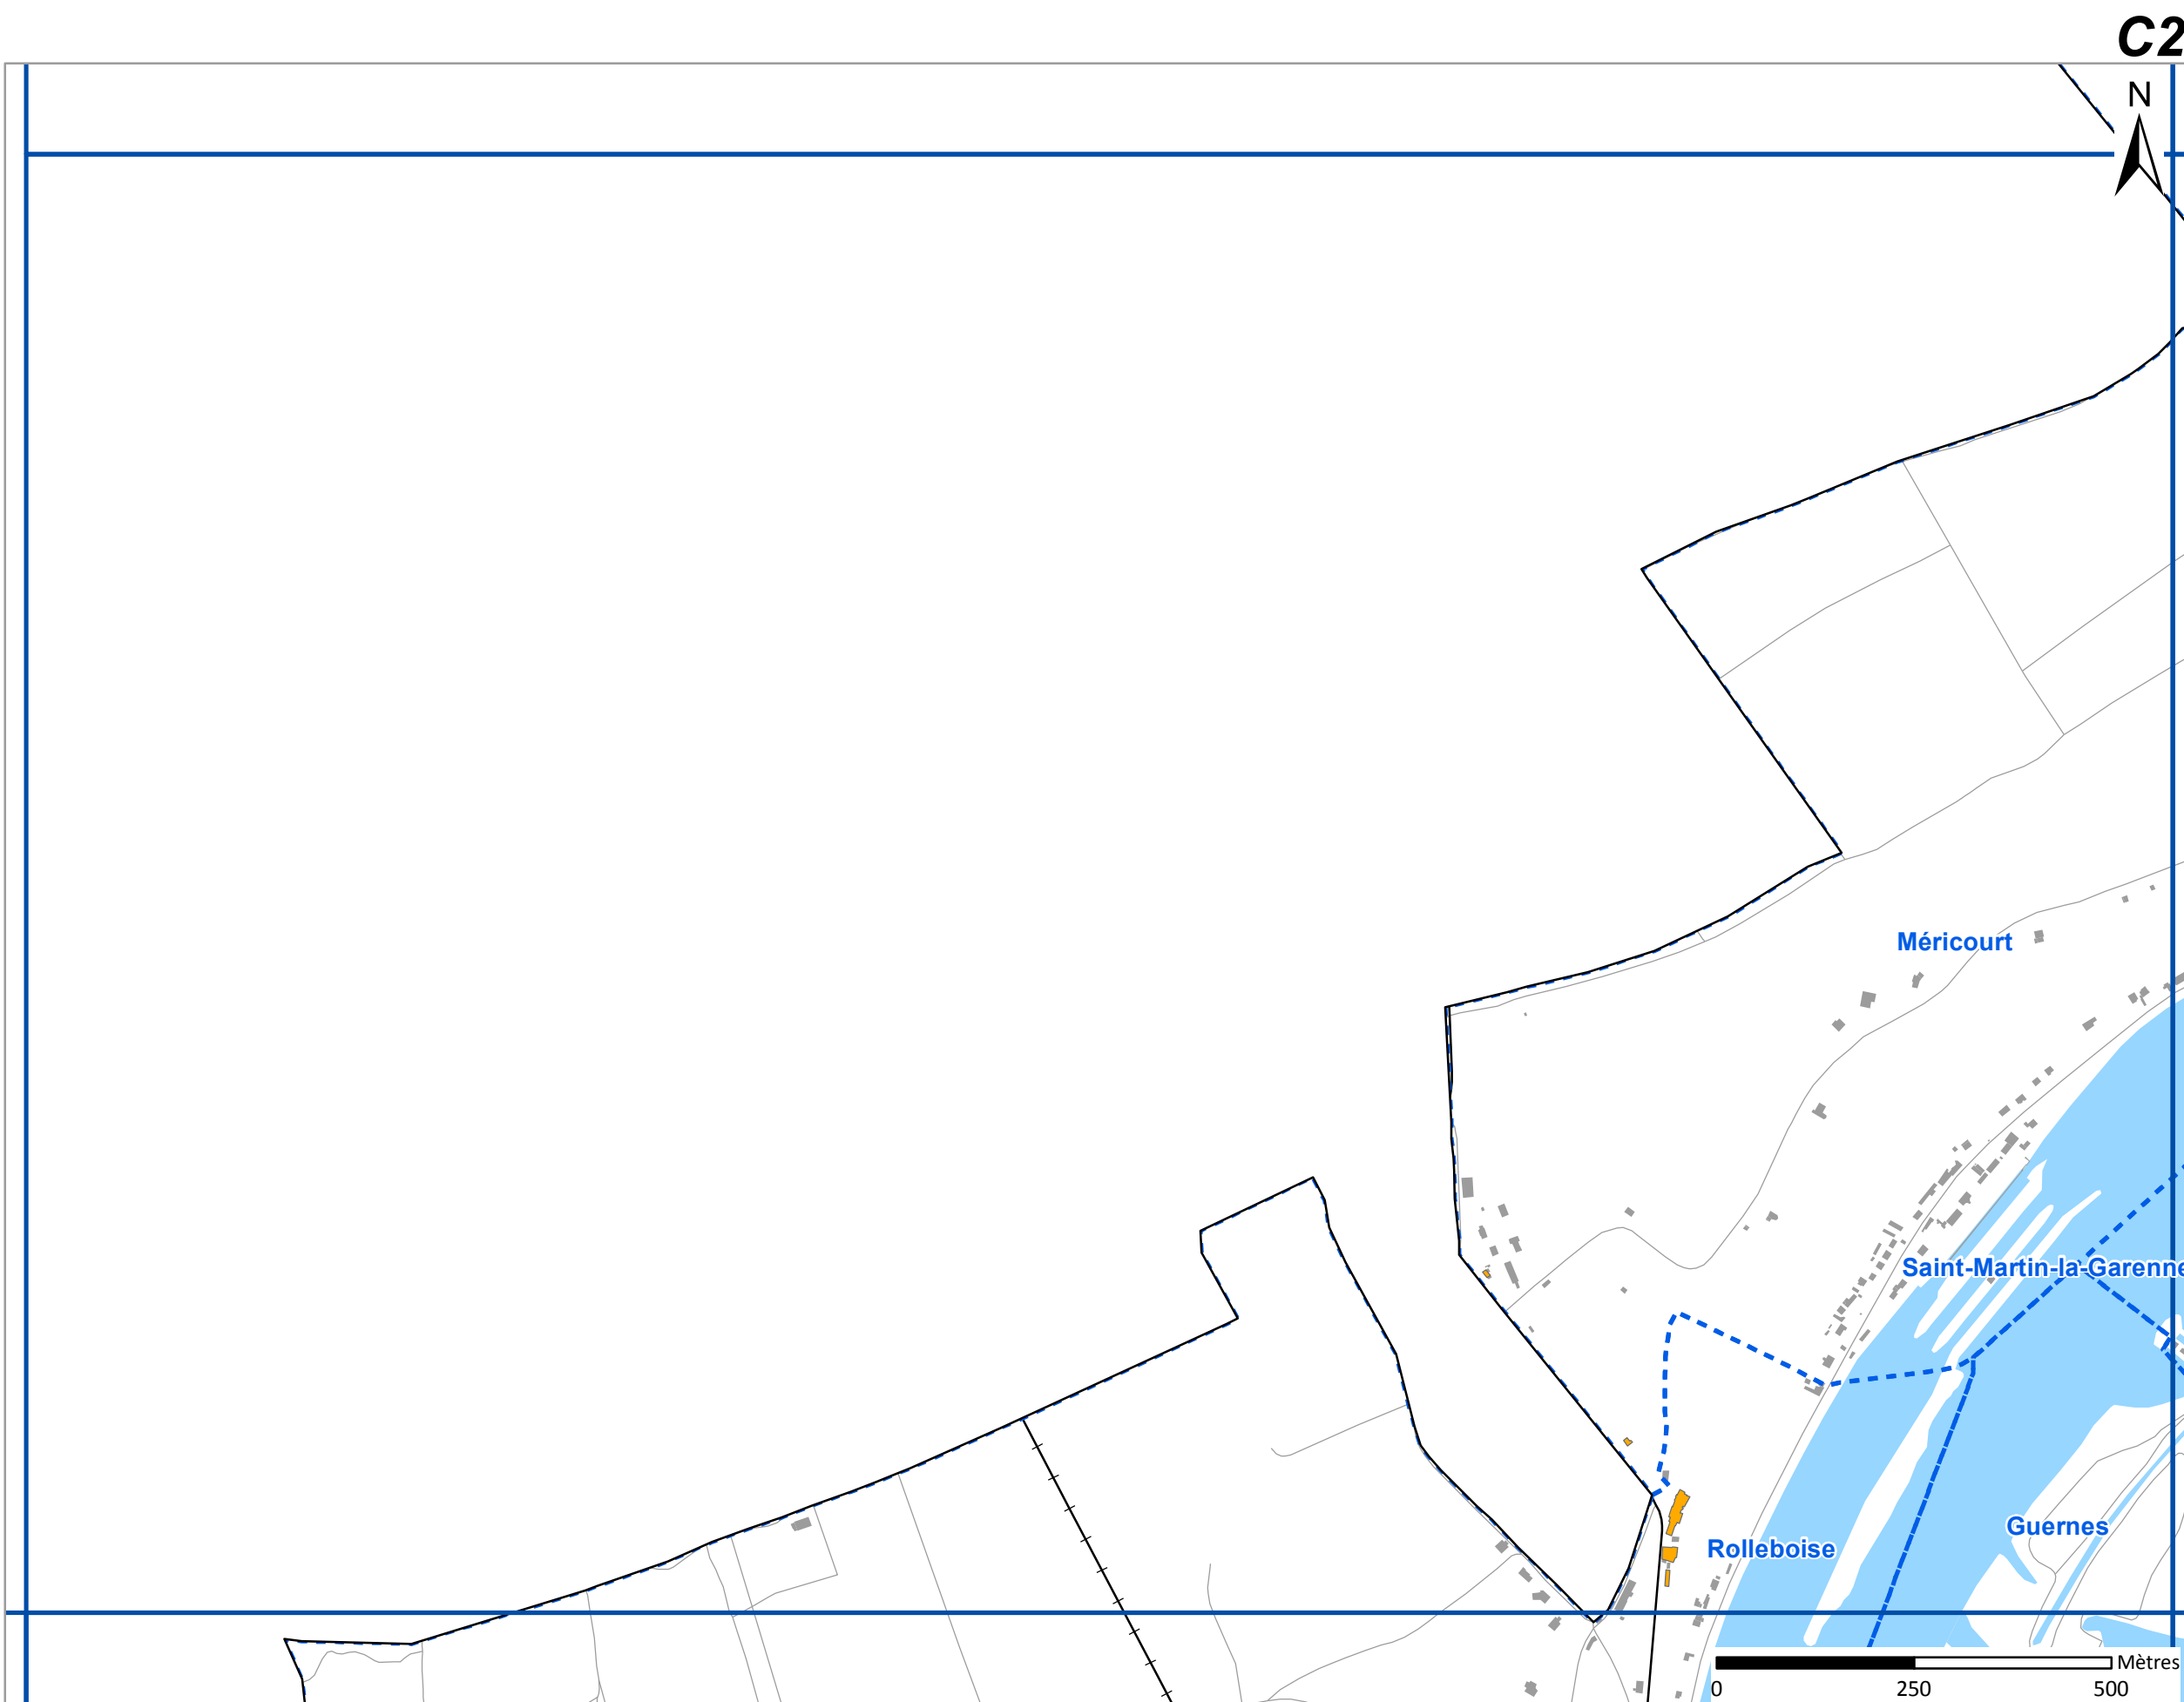 C2
N
Méricourt
Saint-Martin-la-Garenne
Guernes
Rolleboise
Mètres
0 250 500